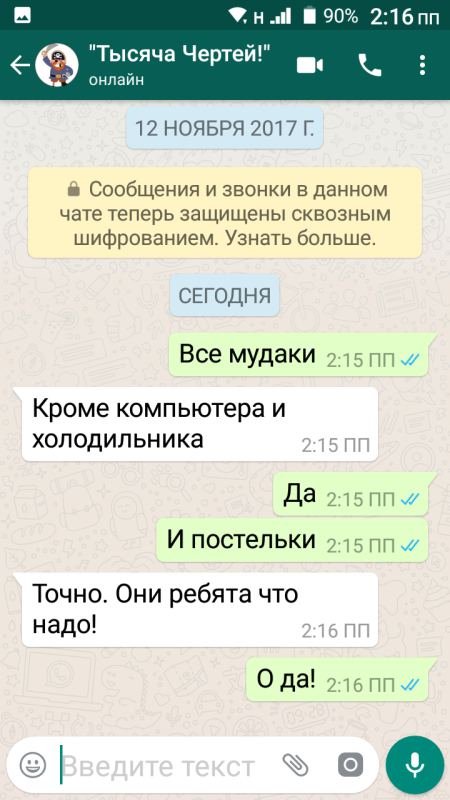 н 90% 2:16 пп
"Тысяча Чертей!"
онлайн
12 НОЯБРЯ 2017 Г.
Сообщения и звонки в данном
чате теперь защищены сквозным
шифрованием. Узнать больше.
СЕГОДНЯ
Все мудаки 2:15 ПП
Кроме компьютера и
холодильника 2:15 ПП
Да 2:15 ПП
И постельки 2:15 ПП
Точно. Они ребята что
надо! 2:16 ПП
О да! 2:16 ПП
Введите текст